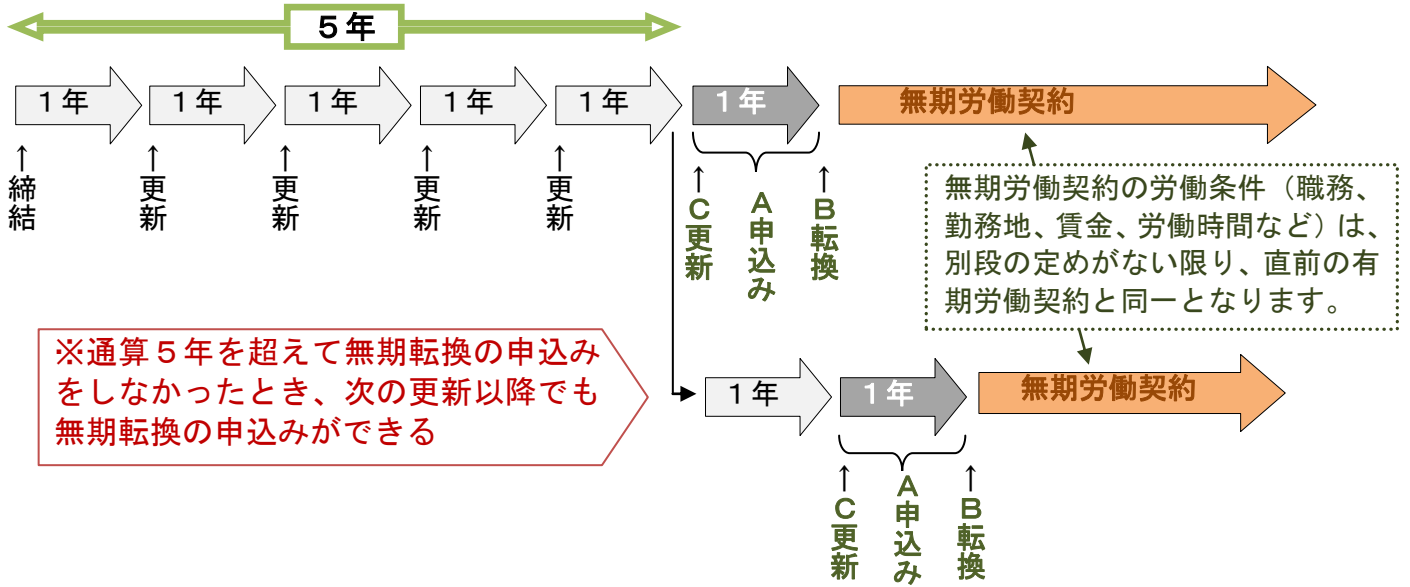 ５年
１年
１年
１年
１年
１年
１年
無期労働契約
↑締結
↑更新
↑更新
↑更新
↑更新
↑Ｃ更新
Ａ申込み
↑Ｂ転換
無期労働契約の労働条件（職務、
勤務地、賃金、労働時間など）は、
別段の定めがない限り、直前の有
期労働契約と同一となります。
※通算５年を超えて無期転換の申込み
をしなかったとき、次の更新以降でも
無期転換の申込みができる
１年
１年
無期労働契約
↑Ｃ更新
Ａ申込み
↑Ｂ転換